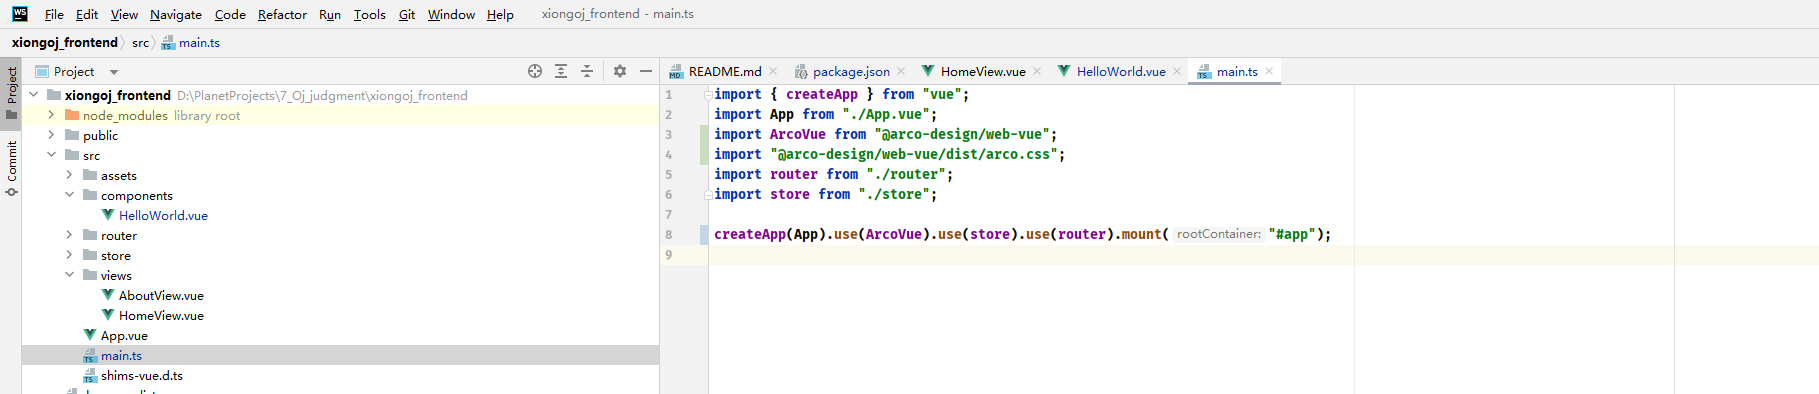 WS File Edit View Navigate Code Refactor Run Tools Git Window Help xiongoj_frontend - main.ts
xiongoj_frontend src main.ts
Project
Commit
Project
xiongoj_frontend D:\PlanetProjects\7_Oj_judgment\xiongoj_frontend
node_modules library root
public
src
assets
components
HelloWorld.vue
router
store
views
AboutView.vue
HomeView.vue
App.vue
main.ts
shims-vue.d.ts
README.md package.json HomeView.vue HelloWorld.vue main.ts
1 import { createApp } from "vue";
2 import App from "./App.vue";
3 import ArcoVue from "@arco-design/web-vue";
4 import "@arco-design/web-vue/dist/arco.css";
5 import router from "./router";
6 import store from "./store";
7
8 createApp(App).use(ArcoVue).use(store).use(router).mount( rootContainer: "#app");
9